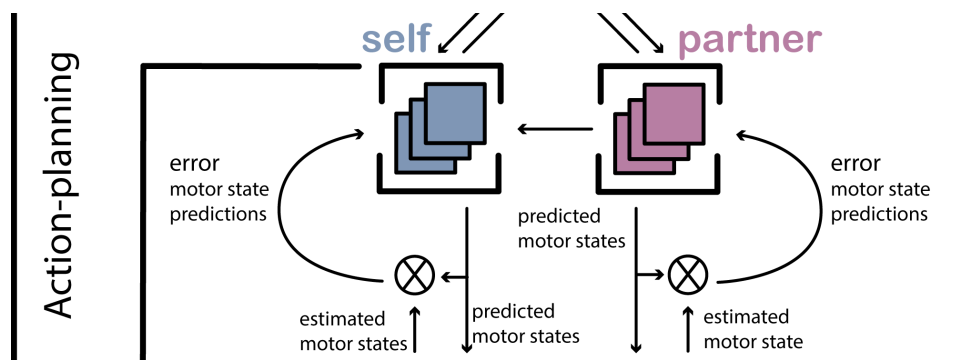 Action-planning
self
partner
error
motor state
predictions
predicted
motor states
error
motor state
predictions
estimated
motor states
predicted
motor states
estimated
motor state